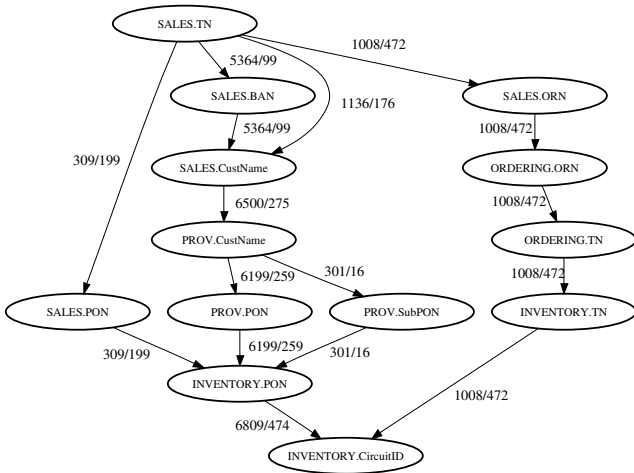 SALES.TN
1008/472
5364/99
SALES.BAN
1136/176
SALES.ORN
5364/99
1008/472
309/199
SALES.CustName
ORDERING.ORN
6500/275
1008/472
PROV.CustName
ORDERING.TN
6199/259
301/16
1008/472
SALES.PON
PROV.PON
PROV.SubPON
INVENTORY.TN
309/199
6199/259
301/16
INVENTORY.PON
1008/472
6809/474
INVENTORY.CircuitID